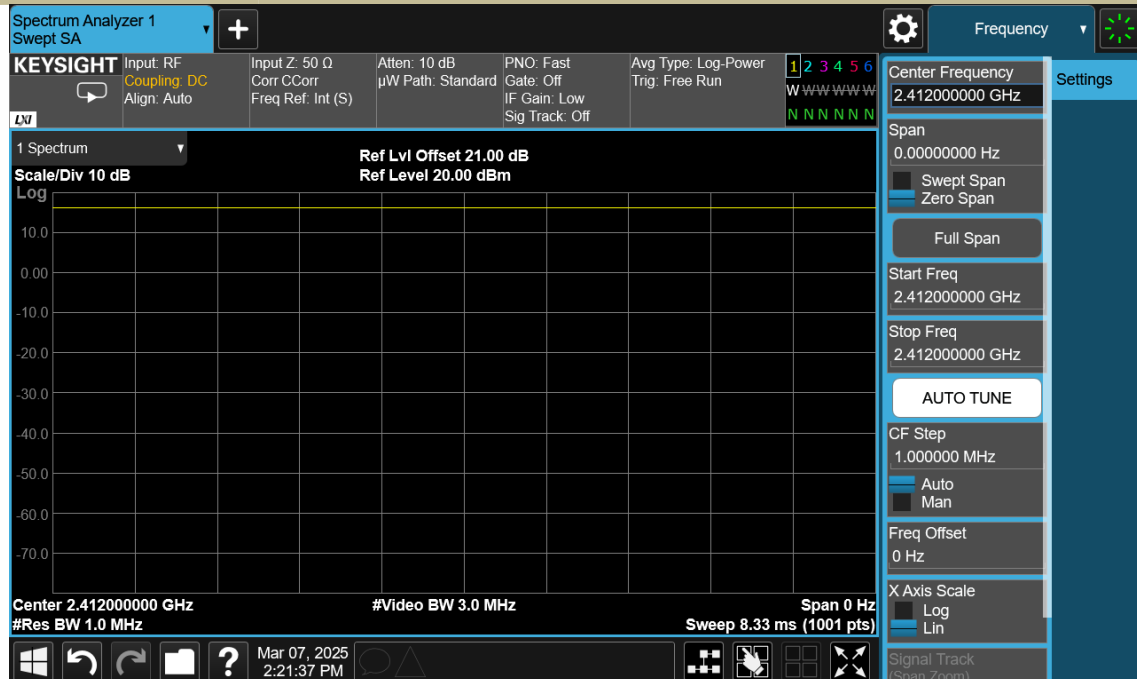 Spectrum Analyzer 1
Swept SA
Frequency
KEYSIGHT
LXI
Input: RF
Coupling: DC
Align: Auto
Input Z: 50 Ω
Corr CCorr
Freq Ref: Int (S)
Atten: 10 dB
µW Path: Standard
PNO: Fast
Gate: Off
IF Gain: Low
Sig Track: Off
Avg Type: Log-Power
Trig: Free Run
1 2 3 4 5 6
W W W W W W
N N N N N N
1 Spectrum
Scale/Div 10 dB
Log
Ref Lvl Offset 21.00 dB
Ref Level 20.00 dBm
10.0
0.00
-10.0
-20.0
-30.0
-40.0
-50.0
-60.0
-70.0
Center 2.412000000 GHz
#Video BW 3.0 MHz
Span 0 Hz
#Res BW 1.0 MHz
Sweep 8.33 ms (1001 pts)
Center Frequency
2.412000000 GHz
Span
0.00000000 Hz
Swept Span
Zero Span
Full Span
Start Freq
2.412000000 GHz
Stop Freq
2.412000000 GHz
AUTO TUNE
CF Step
1.000000 MHz
Auto
Man
Freq Offset
0 Hz
X Axis Scale
Log
Lin
Signal Track
(Span Zoom)
Settings
?
Mar 07, 2025
2:21:37 PM